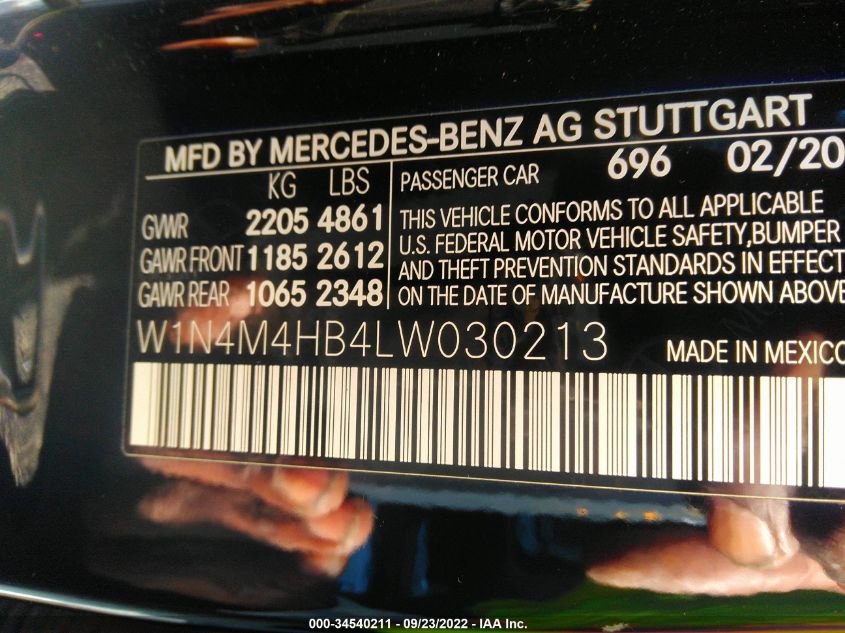 MFD BY MERCEDES-BENZ AG STUTTGART
KG LBS
GVWR 2205 4861
GAWR FRONT 1185 2612
GAWR REAR 1065 2348
PASSENGER CAR 696 02/20
THIS VEHICLE CONFORMS TO ALL APPLICABLE
U.S. FEDERAL MOTOR VEHICLE SAFETY,BUMPER
AND THEFT PREVENTION STANDARDS IN EFFECT
ON THE DATE OF MANUFACTURE SHOWN ABOVE
W1N4M4HB4LW030213
MADE IN MEXICO
000-34540211 - 09/23/2022 - IAA Inc.